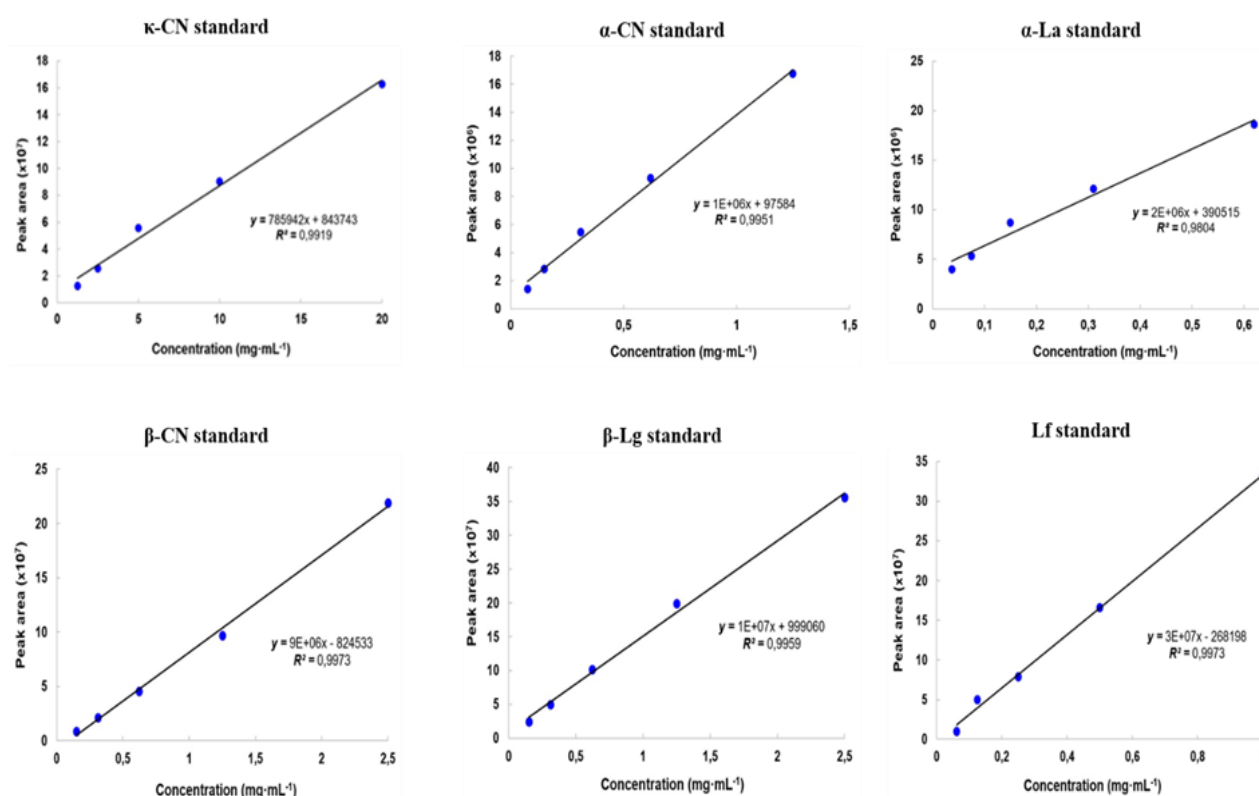 κ-CN standard
18
16
14
12
10
8
6
4
2
0
Peak area (x10⁷)
y = 785942x + 843743
R² = 0,9919
0 5 10 15 20
Concentration (mg·mL⁻¹)
α-CN standard
18
16
14
12
10
8
6
4
2
0
Peak area (x10⁶)
y = 1E+06x + 97584
R² = 0,9951
0 0,5 1 1,5
Concentration (mg·mL⁻¹)
α-La standard
25
20
15
10
5
0
Peak area (x10⁶)
y = 2E+06x + 390515
R² = 0,9804
0 0,1 0,2 0,3 0,4 0,5 0,6
Concentration (mg·mL⁻¹)
β-CN standard
25
20
15
10
5
0
Peak area (x10⁷)
y = 9E+06x - 824533
R² = 0,9973
0 0,5 1 1,5 2 2,5
Concentration (mg·mL⁻¹)
β-Lg standard
40
35
30
25
20
15
10
5
0
Peak area (x10⁷)
y = 1E+07x + 999060
R² = 0,9959
0 0,5 1 1,5 2 2,5
Concentration (mg·mL⁻¹)
Lf standard
35
30
25
20
15
10
5
0
Peak area (x10⁷)
y = 3E+07x - 268198
R² = 0,9973
0 0,2 0,4 0,6 0,8
Concentration (mg·mL⁻¹)